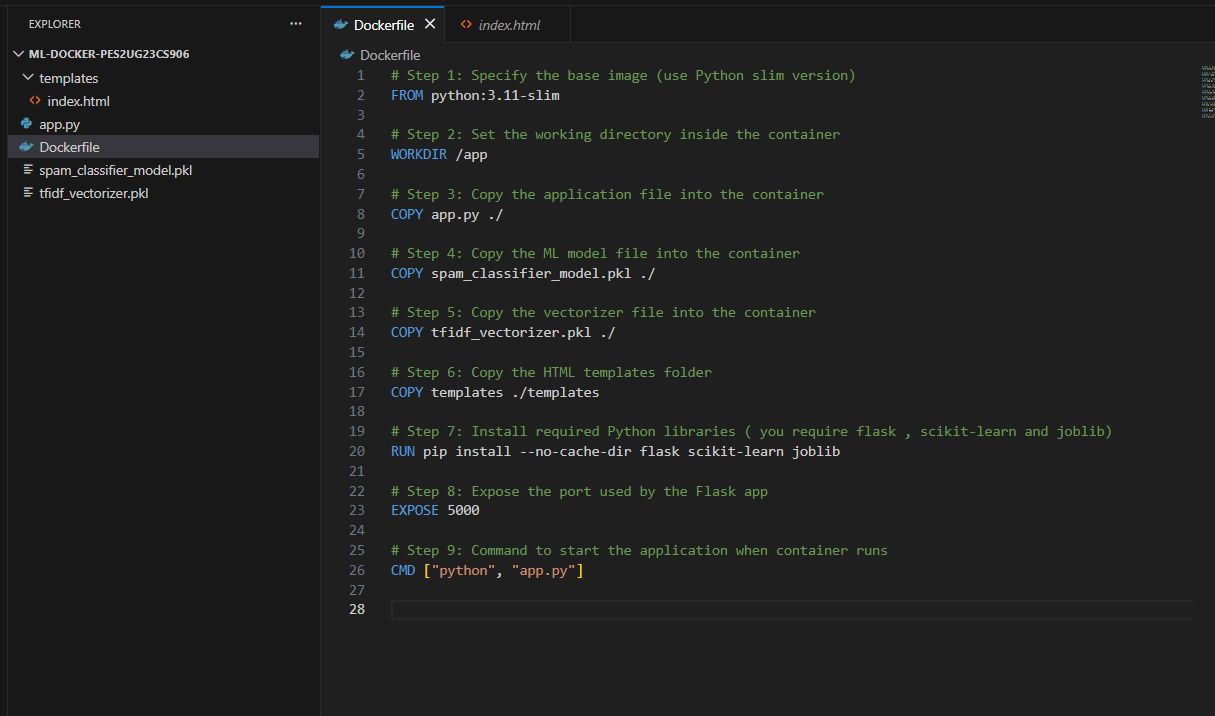 EXPLORER
ML-DOCKER-PES2UG23CS906
templates
index.html
app.py
Dockerfile
spam_classifier_model.pkl
tfidf_vectorizer.pkl
Dockerfile
index.html
Dockerfile
1 # Step 1: Specify the base image (use Python slim version)
2 FROM python:3.11-slim
3
4 # Step 2: Set the working directory inside the container
5 WORKDIR /app
6
7 # Step 3: Copy the application file into the container
8 COPY app.py ./
9
10 # Step 4: Copy the ML model file into the container
11 COPY spam_classifier_model.pkl ./
12
13 # Step 5: Copy the vectorizer file into the container
14 COPY tfidf_vectorizer.pkl ./
15
16 # Step 6: Copy the HTML templates folder
17 COPY templates ./templates
18
19 # Step 7: Install required Python libraries ( you require flask , scikit-learn and joblib)
20 RUN pip install --no-cache-dir flask scikit-learn joblib
21
22 # Step 8: Expose the port used by the Flask app
23 EXPOSE 5000
24
25 # Step 9: Command to start the application when container runs
26 CMD ["python", "app.py"]
27
28